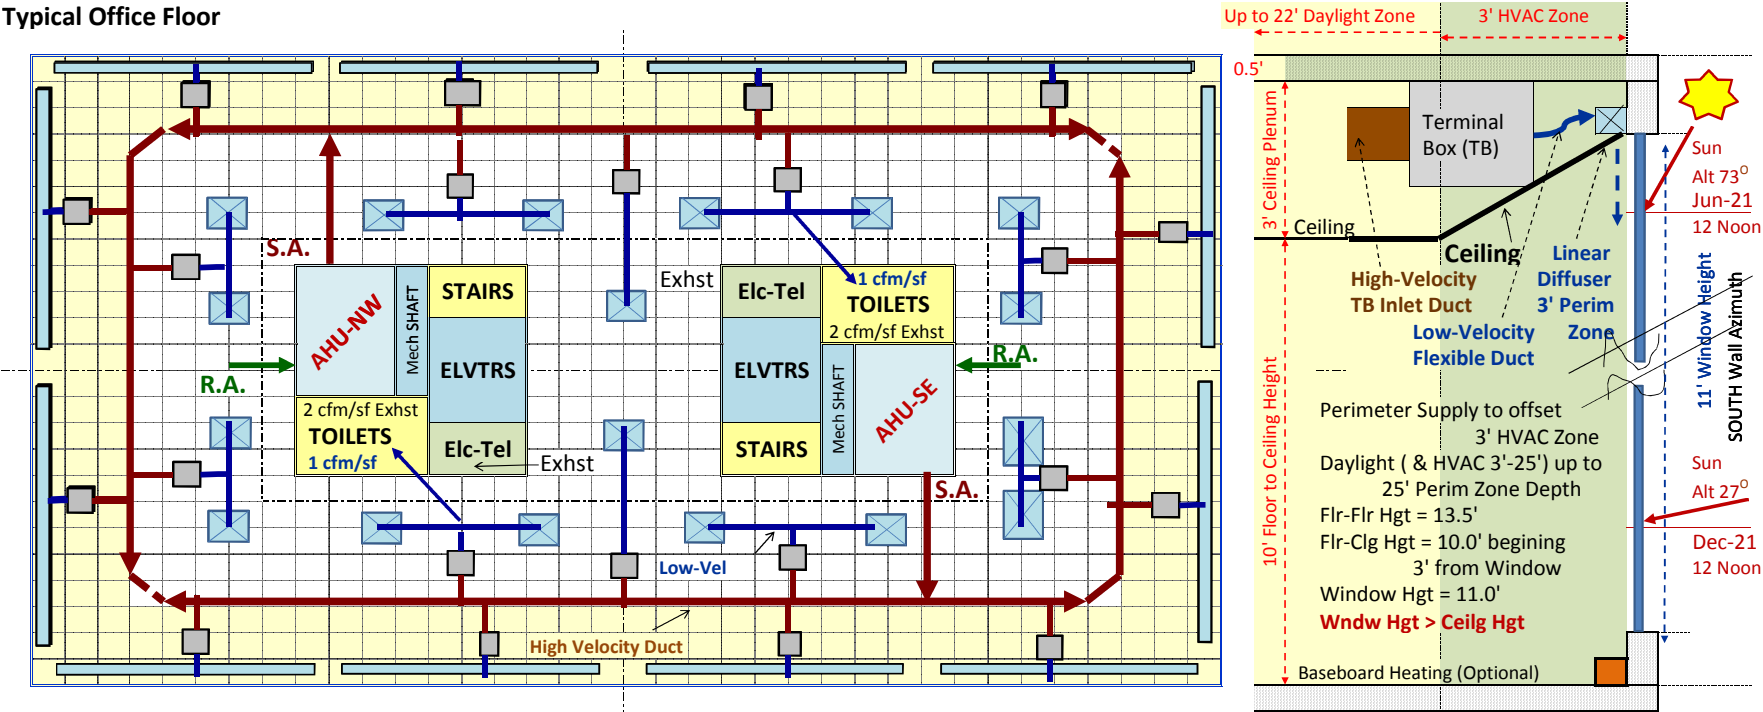 Typical Office Floor
S.A.
AHU-NW
Mech SHAFT
STAIRS
ELVTRS
Elc-Tel
R.A.
2 cfm/sf Exhst
TOILETS
1 cfm/sf
Exhst
Exhst
Elc-Tel
1 cfm/sf
TOILETS
2 cfm/sf Exhst
ELVTRS
STAIRS
Mech SHAFT
AHU-SE
R.A.
S.A.
Low-Vel
High Velocity Duct
Up to 22' Daylight Zone
3' HVAC Zone
0.5'
3' Ceiling Plenum
Terminal
Box (TB)
Sun
Alt 73O
Jun-21
12 Noon
Ceiling
Ceiling
High-Velocity
TB Inlet Duct
Linear
Diffuser
3' Perim
Zone
Low-Velocity
Flexible Duct
11' Window Height
SOUTH Wall Azimuth
10' Floor to Ceiling Height
Perimeter Supply to offset
3' HVAC Zone
Daylight ( & HVAC 3'-25') up to
25' Perim Zone Depth
Flr-Flr Hgt = 13.5'
Flr-Clg Hgt = 10.0' begining
3' from Window
Window Hgt = 11.0'
Wndw Hgt > Ceilg Hgt
Sun
Alt 27O
Dec-21
12 Noon
Baseboard Heating (Optional)